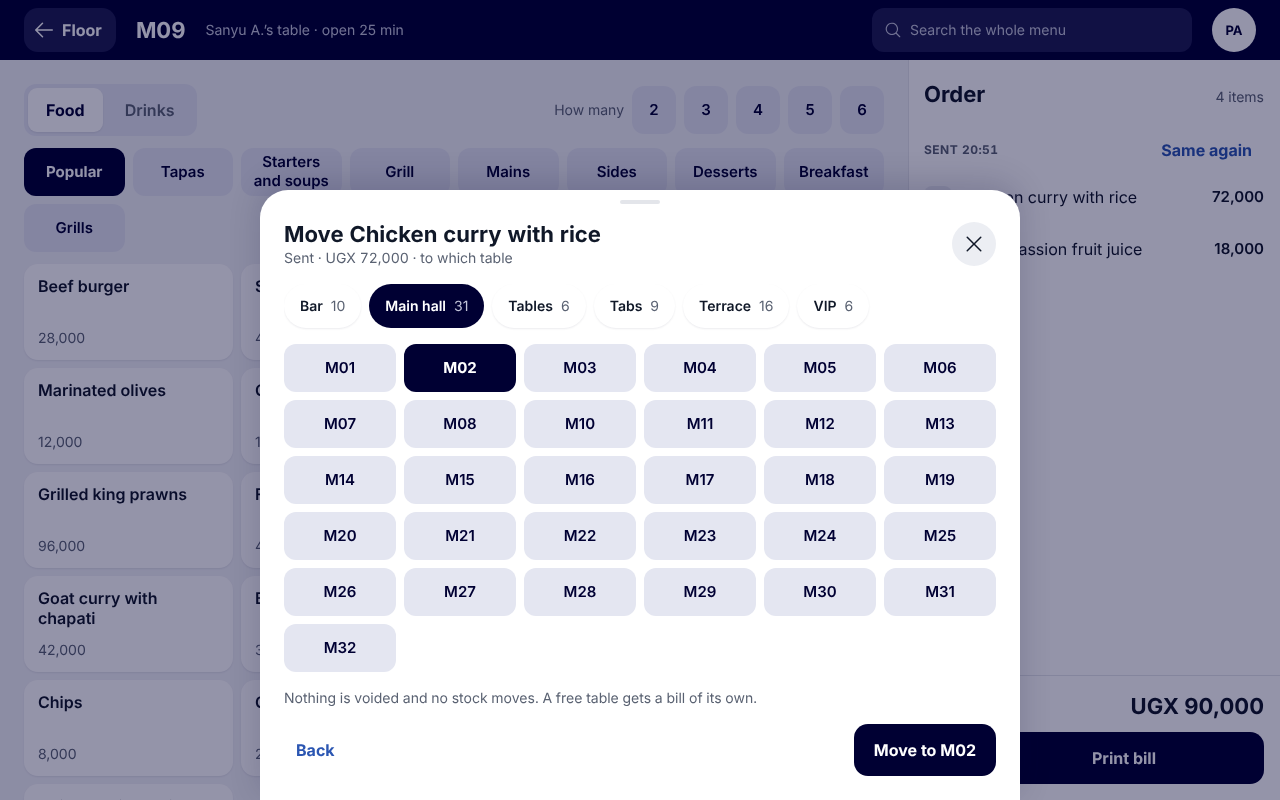 Floor
M09
Sanyu A.'s table · open 25 min
Search the whole menu
PA
Food
Drinks
How many
2
3
4
5
6
Popular
Tapas
Starters
and soups
Grill
Mains
Sides
Desserts
Breakfast
Grills
Beef burger
28,000
Marinated olives
12,000
Grilled king prawns
96,000
Goat curry with
chapati
42,000
Chips
8,000
Order
4 items
SENT 20:51
Same again
curry with rice
72,000
fruit juice
18,000
UGX 90,000
Print bill
Move Chicken curry with rice
Sent · UGX 72,000 · to which table
Bar 10
Main hall 31
Tables 6
Tabs 9
Terrace 16
VIP 6
M01
M02
M03
M04
M05
M06
M07
M08
M10
M11
M12
M13
M14
M15
M16
M17
M18
M19
M20
M21
M22
M23
M24
M25
M26
M27
M28
M29
M30
M31
M32
Nothing is voided and no stock moves. A free table gets a bill of its own.
Back
Move to M02